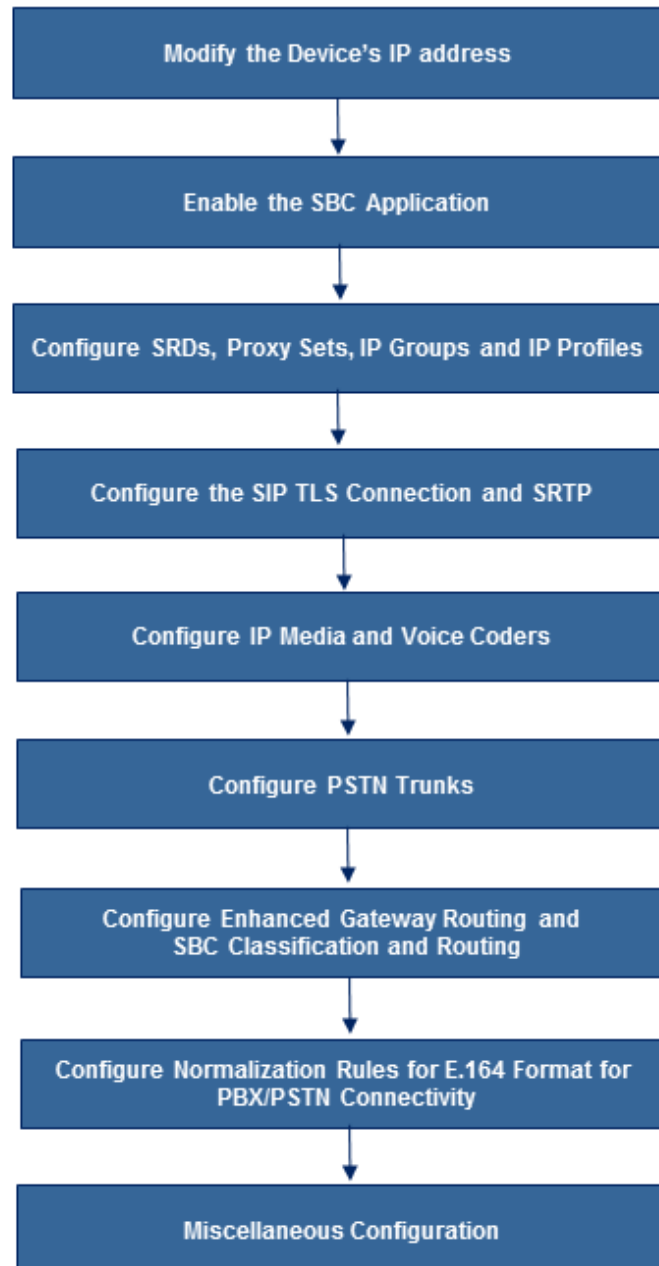 Modify the Device's IP address
Enable the SBC Application
Configure SRDs, Proxy Sets, IP Groups and IP Profiles
Configure the SIP TLS Connection and SRTP
Configure IP Media and Voice Coders
Configure PSTN Trunks
Configure Enhanced Gateway Routing and
SBC Classification and Routing
Configure Normalization Rules for E.164 Format for
PBX/PSTN Connectivity
Miscellaneous Configuration